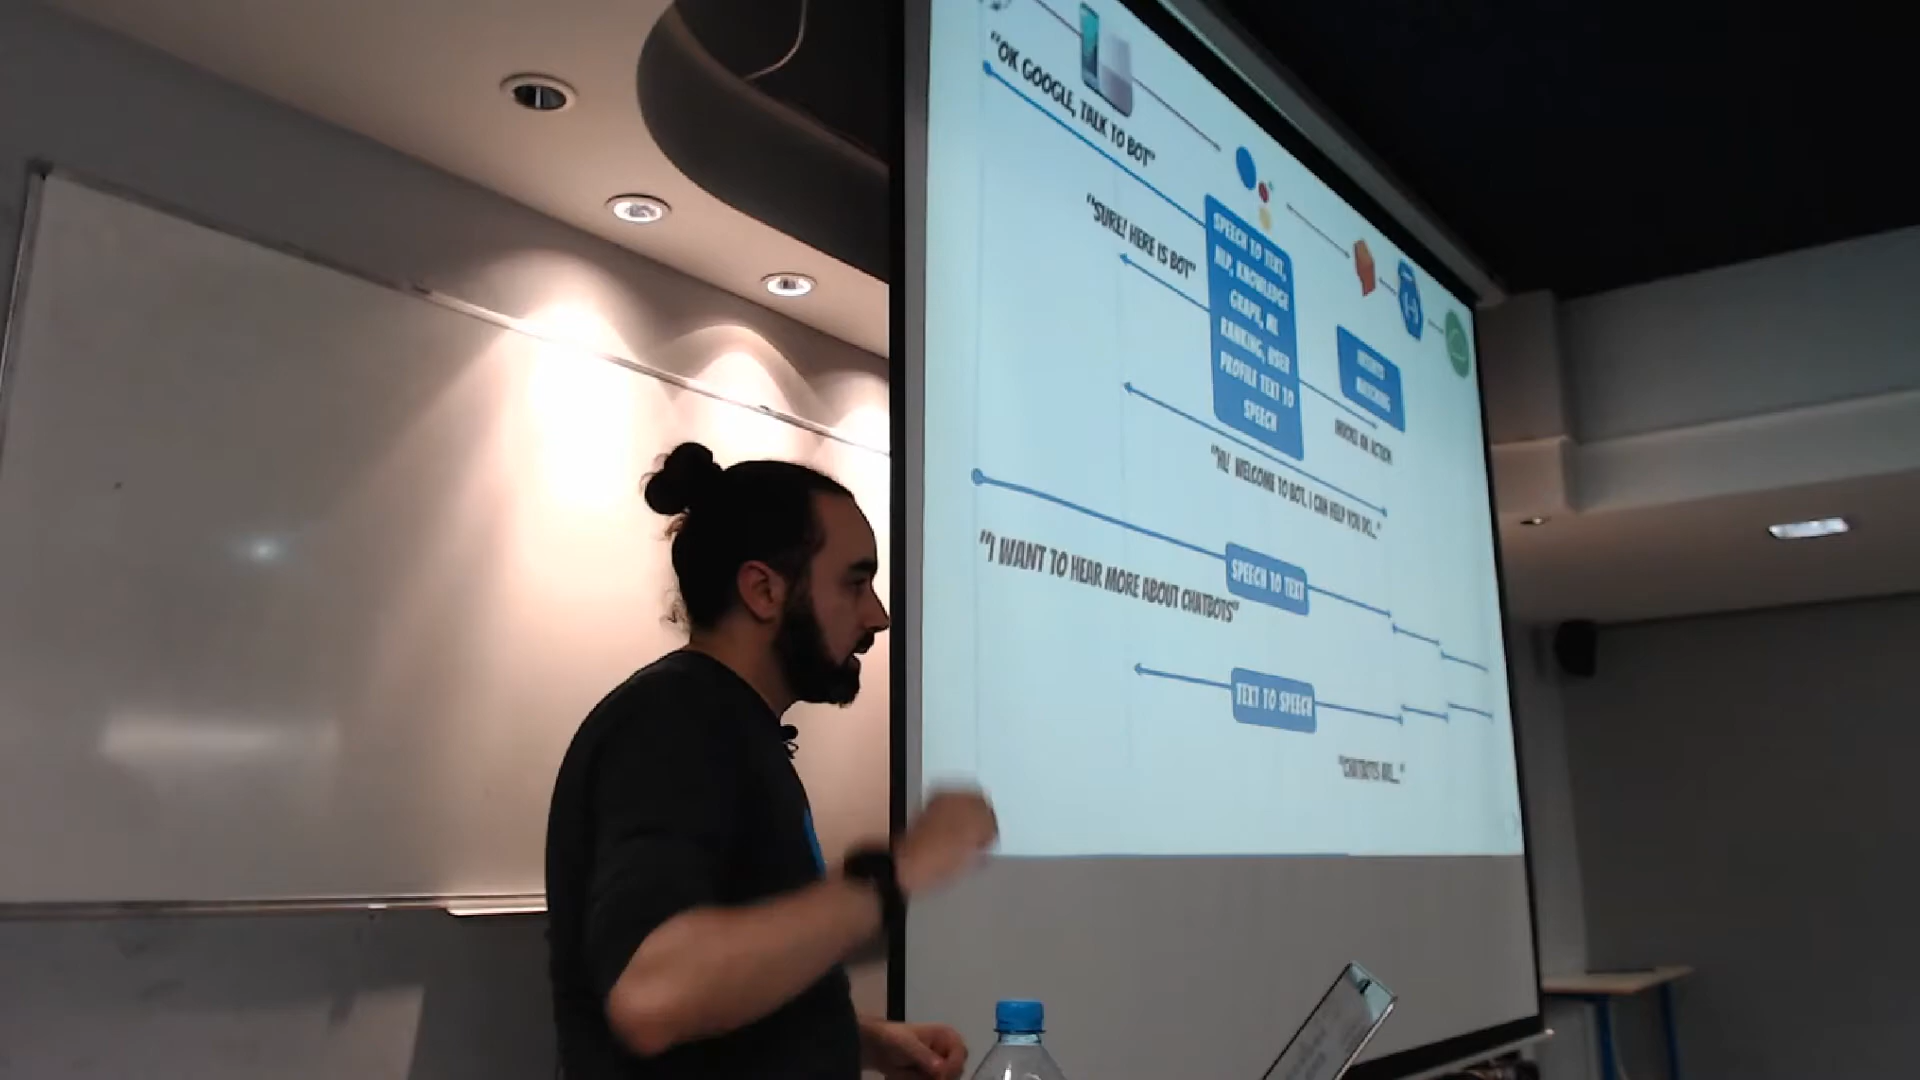 "OK GOOGLE, TALK TO BOT"
"SURE! HERE IS BOT"
SPEECH TO TEXT,
NLP, KNOWLEDGE
GRAPH, ML
RANKING, USER
PROFILE TEXT TO
SPEECH
INTENTS
MATCHING
INVOKE AN ACTION
"HI! WELCOME TO BOT. I CAN HELP YOU DO..."
"I WANT TO HEAR MORE ABOUT CHATBOTS"
SPEECH TO TEXT
TEXT TO SPEECH
"CHATBOTS ARE..."